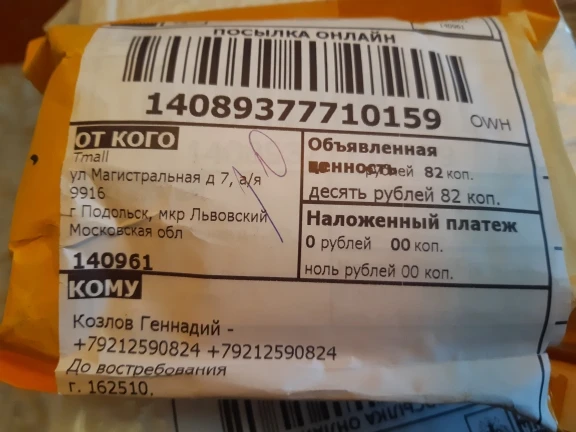 140961
ПОСЫЛКА ОНЛАЙН
14089377710159
OWH
ОТ КОГО
Tmall
ул Магистральная д 7, а/я
9916
г Подольск, мкр Львовский
Московская обл
140961
Объявленная
ценность
рублей 82 коп.
десять рублей 82 коп.
Наложенный платеж
0 рублей 00 коп.
ноль рублей 00 коп.
10
КОМУ
Козлов Геннадий -
+79212590824 +79212590824
До востребования
г. 162510,